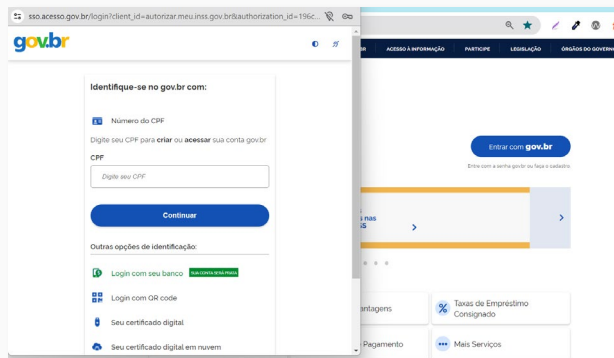 sso.acesso.gov.br/login?client_id=autorizar.meu.inss.gov.br&authorization_id=196c...
gov.br
Identifique-se no gov.br com:
Número do CPF
Digite seu CPF para criar ou acessar sua conta gov.br
CPF
Digite seu CPF
Continuar
Outras opções de identificação:
Login com seu banco SUA CONTA SERÁ PRATA
Login com QR code
Seu certificado digital
Seu certificado digital em nuvem
BR ACESSO À INFORMAÇÃO PARTICIPE LEGISLAÇÃO ÓRGÃOS DO GOVERNO
Entrar com gov.br
Entre com a senha gov.br ou faça o cadastro
s nas
SS
antagens
Taxas de Empréstimo
Consignado
Pagamento
Mais Serviços